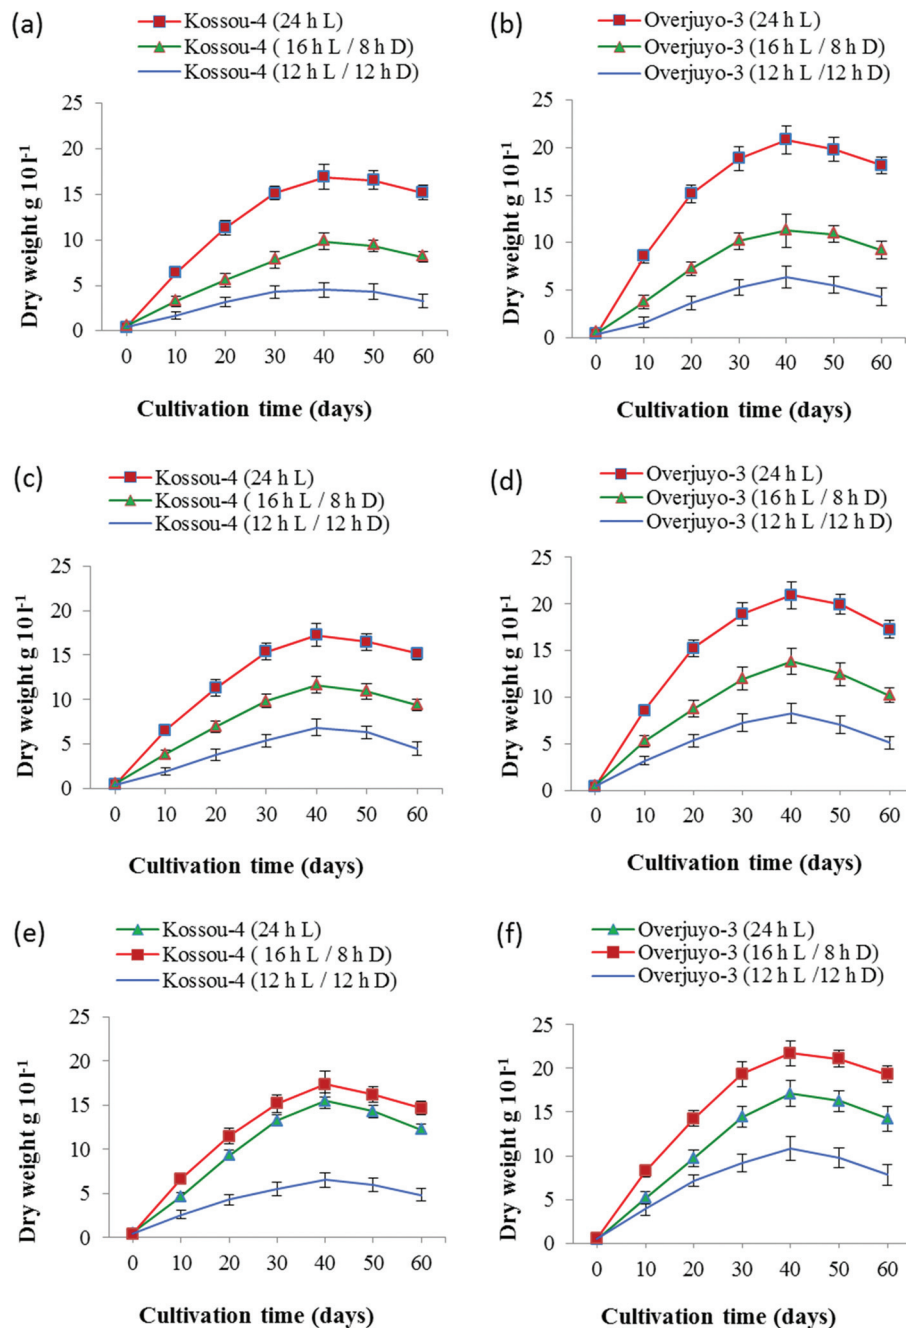 (a)
Kossou-4 (24 h L)
Kossou-4 ( 16 h L / 8 h D)
Kossou-4 (12 h L / 12 h D)
Dry weight g 10 l-1
25
20
15
10
5
0
0 10 20 30 40 50 60
Cultivation time (days)
(b)
Overjuyo-3 (24 h L)
Overjuyo-3 (16 h L / 8 h D)
Overjuyo-3 (12 h L /12 h D)
Dry weight g 10 l-1
25
20
15
10
5
0
0 10 20 30 40 50 60
Cultivation time (days)
(c)
Kossou-4 (24 h L)
Kossou-4 ( 16 h L / 8 h D)
Kossou-4 (12 h L / 12 h D)
Dry weight g 10 l-1
25
20
15
10
5
0
0 10 20 30 40 50 60
Cultivation time (days)
(d)
Overjuyo-3 (24 h L)
Overjuyo-3 (16 h L / 8 h D)
Overjuyo-3 (12 h L /12 h D)
Dry weight g 10 l-1
25
20
15
10
5
0
0 10 20 30 40 50 60
Cultivation time (days)
(e)
Kossou-4 (24 h L)
Kossou-4 ( 16 h L / 8 h D)
Kossou-4 (12 h L / 12 h D)
Dry weight g 10 l-1
25
20
15
10
5
0
0 10 20 30 40 50 60
Cultivation time (days)
(f)
Overjuyo-3 (24 h L)
Overjuyo-3 (16 h L / 8 h D)
Overjuyo-3 (12 h L /12 h D)
Dry weight g 10 l-1
25
20
15
10
5
0
0 10 20 30 40 50 60
Cultivation time (days)